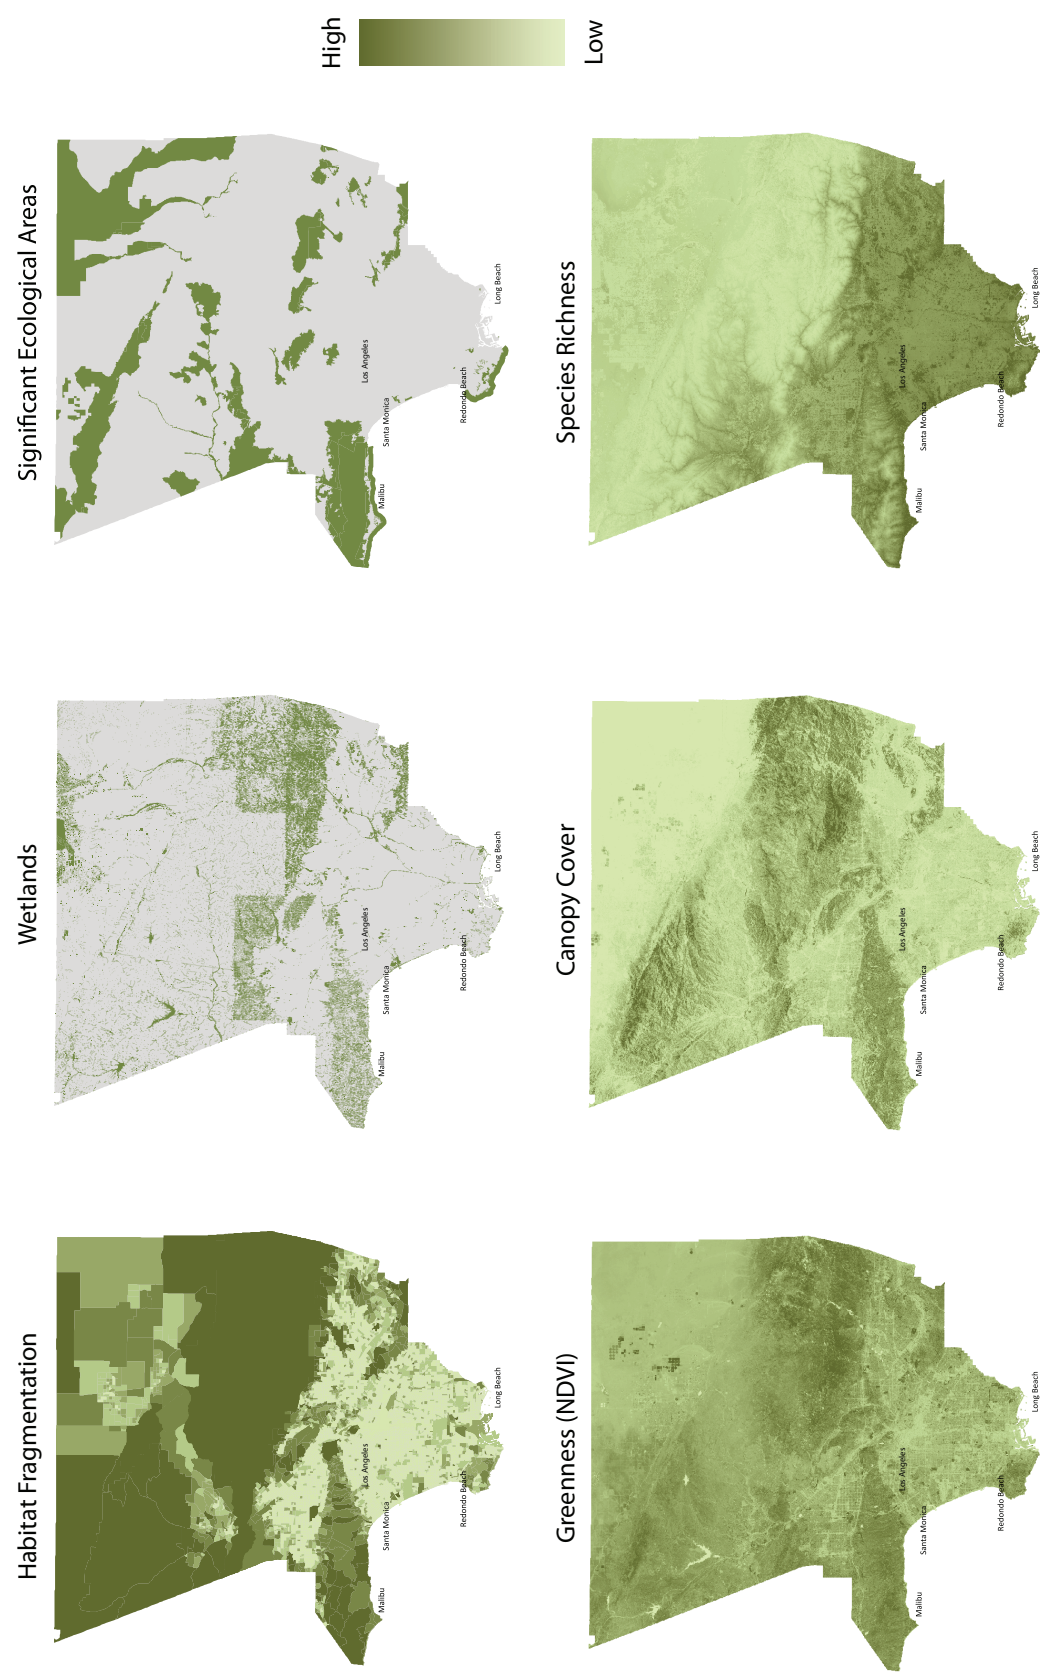 Habitat Fragmentation
Malibu
Santa Monica
Los Angeles
Redondo Beach
Long Beach
Wetlands
Malibu
Santa Monica
Los Angeles
Redondo Beach
Long Beach
Significant Ecological Areas
Malibu
Santa Monica
Los Angeles
Redondo Beach
Long Beach
High
Low
Greenness (NDVI)
Malibu
Santa Monica
Los Angeles
Redondo Beach
Long Beach
Canopy Cover
Malibu
Santa Monica
Los Angeles
Redondo Beach
Long Beach
Species Richness
Malibu
Santa Monica
Los Angeles
Redondo Beach
Long Beach